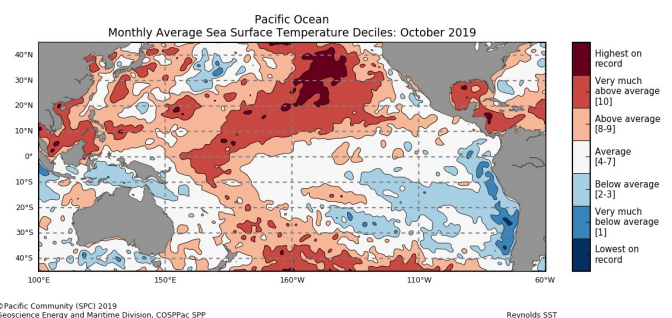 Pacific Ocean
Monthly Average Sea Surface Temperature Deciles: October 2019
40°N
30°N
20°N
10°N
0°
10°S
20°S
30°S
40°S
100°E
150°E
160°W
110°W
60°W
Highest on
record
Very much
above average
[10]
Above average
[8-9]
Average
[4-7]
Below average
[2-3]
Very much
below average
[1]
Lowest on
record
©Pacific Community (SPC) 2019
Geoscience Energy and Maritime Division, COSPPac SPP
Reynolds SST